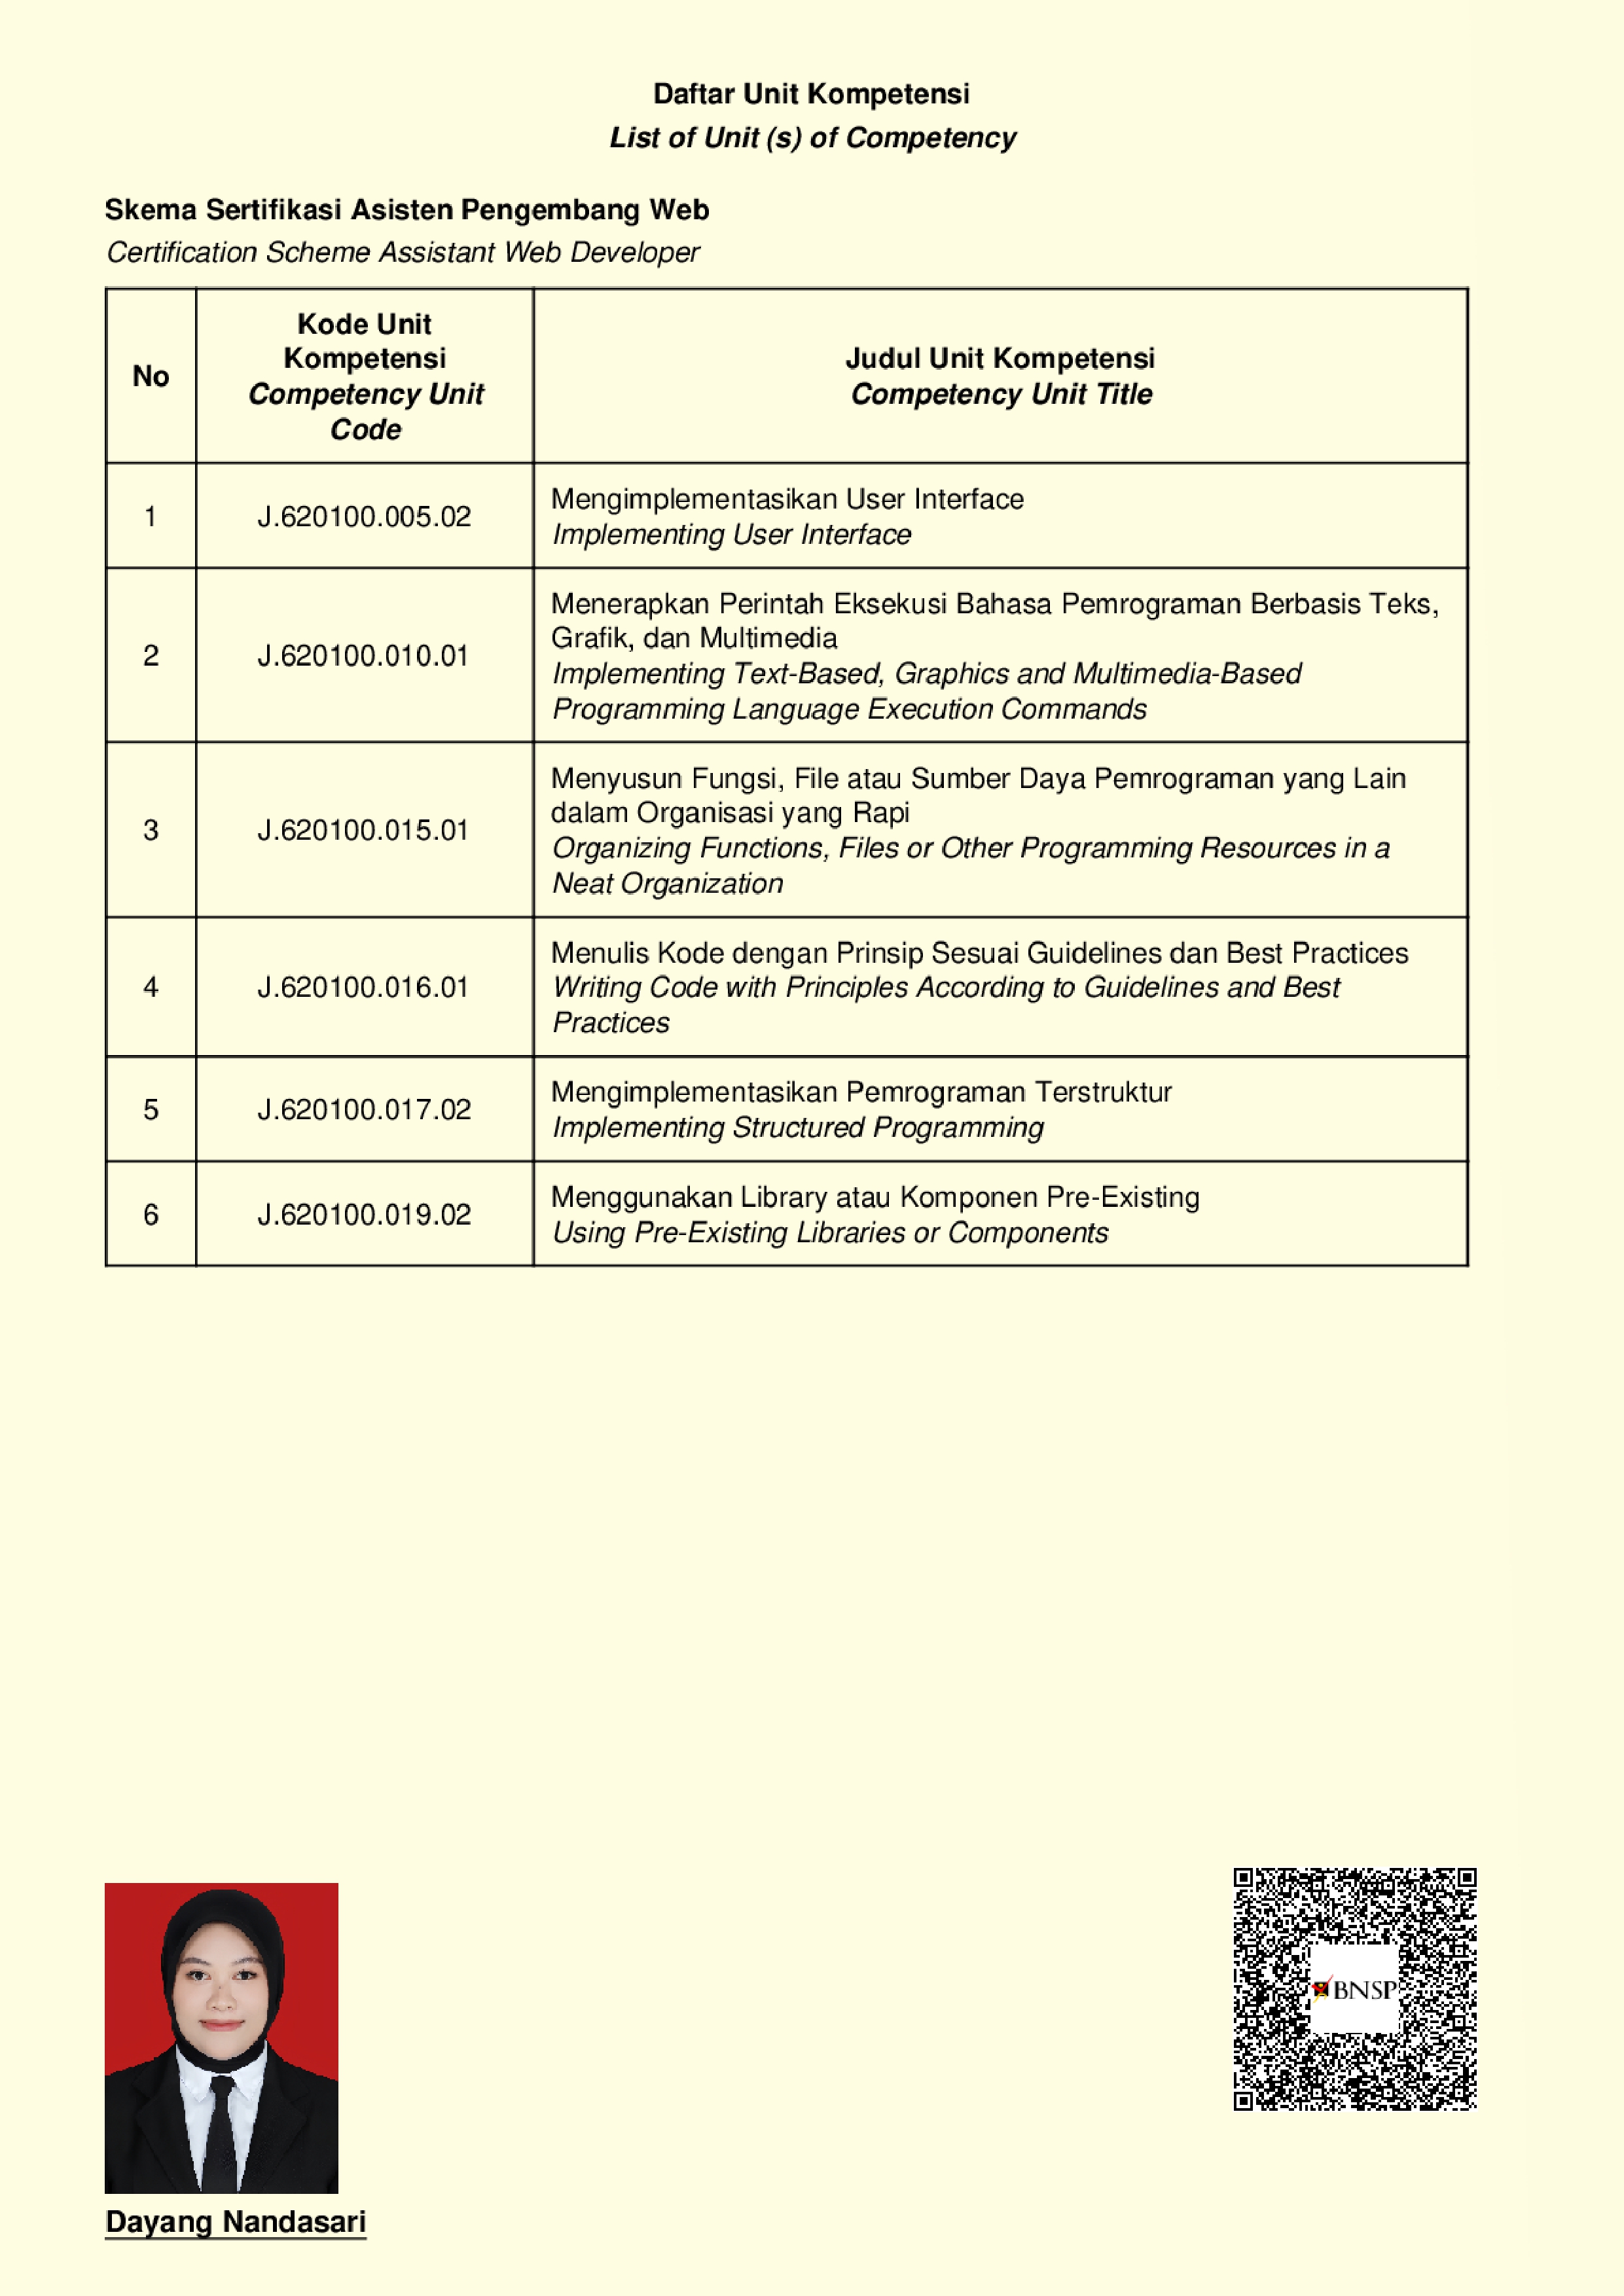 Daftar Unit Kompetensi
List of Unit (s) of Competency
Skema Sertifikasi Asisten Pengembang Web
Certification Scheme Assistant Web Developer
No
Kode Unit
Kompetensi
Competency Unit
Code
Judul Unit Kompetensi
Competency Unit Title
1
J.620100.005.02
Mengimplementasikan User Interface
Implementing User Interface
2
J.620100.010.01
Menerapkan Perintah Eksekusi Bahasa Pemrograman Berbasis Teks,
Grafik, dan Multimedia
Implementing Text-Based, Graphics and Multimedia-Based
Programming Language Execution Commands
3
J.620100.015.01
Menyusun Fungsi, File atau Sumber Daya Pemrograman yang Lain
dalam Organisasi yang Rapi
Organizing Functions, Files or Other Programming Resources in a
Neat Organization
4
J.620100.016.01
Menulis Kode dengan Prinsip Sesuai Guidelines dan Best Practices
Writing Code with Principles According to Guidelines and Best
Practices
5
J.620100.017.02
Mengimplementasikan Pemrograman Terstruktur
Implementing Structured Programming
6
J.620100.019.02
Menggunakan Library atau Komponen Pre-Existing
Using Pre-Existing Libraries or Components
BNSP
Dayang Nandasari